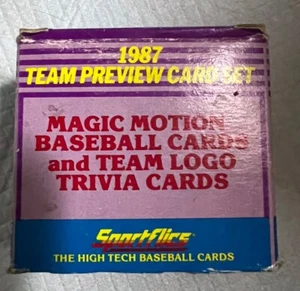 1987
TEAM PREVIEW CARD SET
MAGIC MOTION
BASEBALL CARDS
and TEAM LOGO
TRIVIA CARDS
Sportflics
THE HIGH TECH BASEBALL CARDS